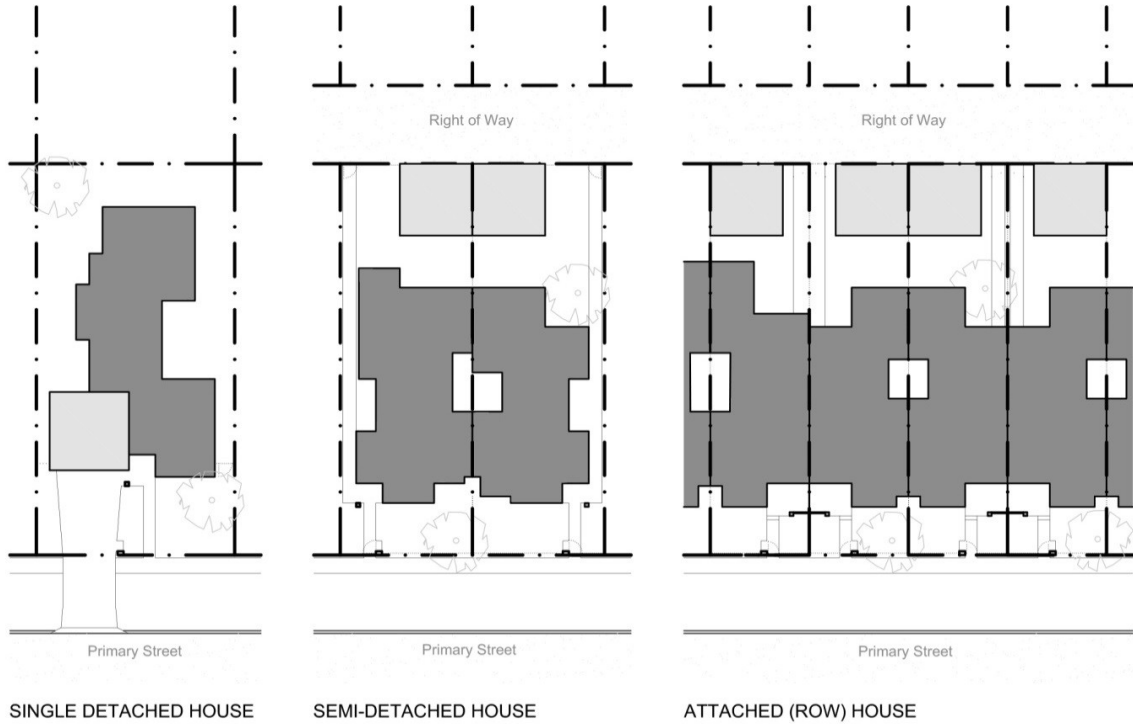 Right of Way
Right of Way
Primary Street
Primary Street
Primary Street
SINGLE DETACHED HOUSE
SEMI-DETACHED HOUSE
ATTACHED (ROW) HOUSE